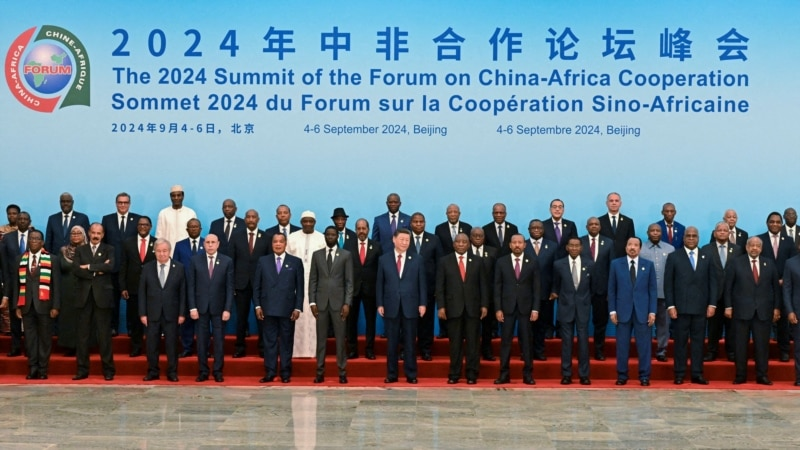 CHINA-AFRICA
CHINE-AFRIQUE
FORUM
2024年中非合作论坛峰会
The 2024 Summit of the Forum on China-Africa Cooperation
Sommet 2024 du Forum sur la Coopération Sino-Africaine
2024年9月4-6日，北京 4-6 September 2024, Beijing 4-6 Septembre 2024, Beijing